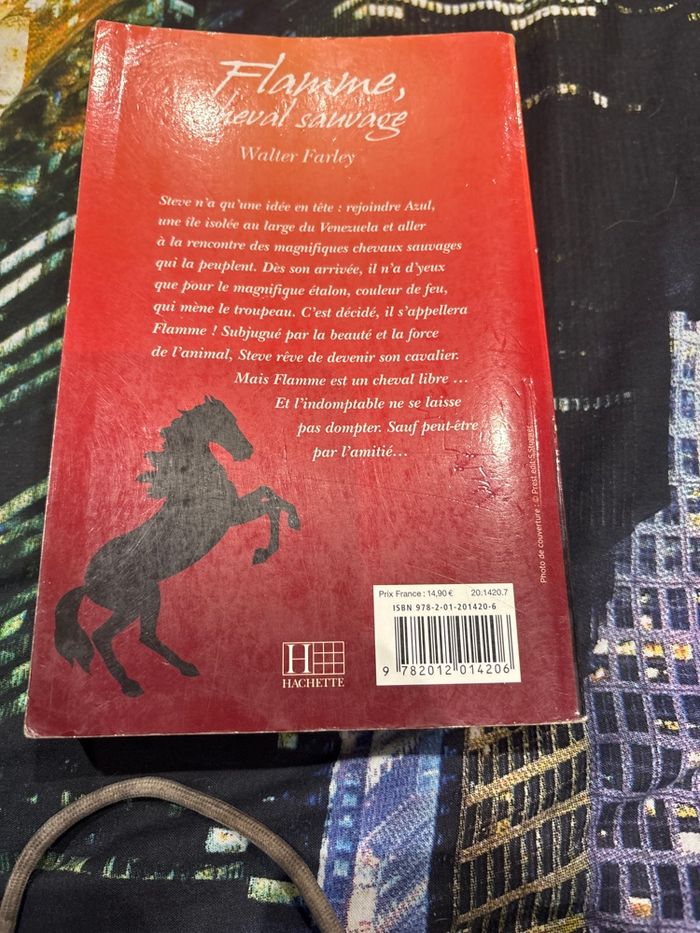 Flamme,
cheval sauvage
Walter Farley
Steve n'a qu'une idée en tête : rejoindre Azul,
une île isolée au large du Venezuela et aller
à la rencontre des magnifiques chevaux sauvages
qui la peuplent. Dès son arrivée, il n'a d'yeux
que pour le magnifique étalon, couleur de feu,
qui mène le troupeau. C'est décidé, il s'appellera
Flamme ! Subjugué par la beauté et la force
de l'animal, Steve rêve de devenir son cavalier.
Mais Flamme est un cheval libre ...
Et l'indomptable ne se laisse
pas dompter. Sauf peut-être
par l'amitié...
Photo de couverture : ©
Prix France : 14,90 € 20.1420.7
ISBN 978-2-01-201420-6
9 782012 014206
H
HACHETTE